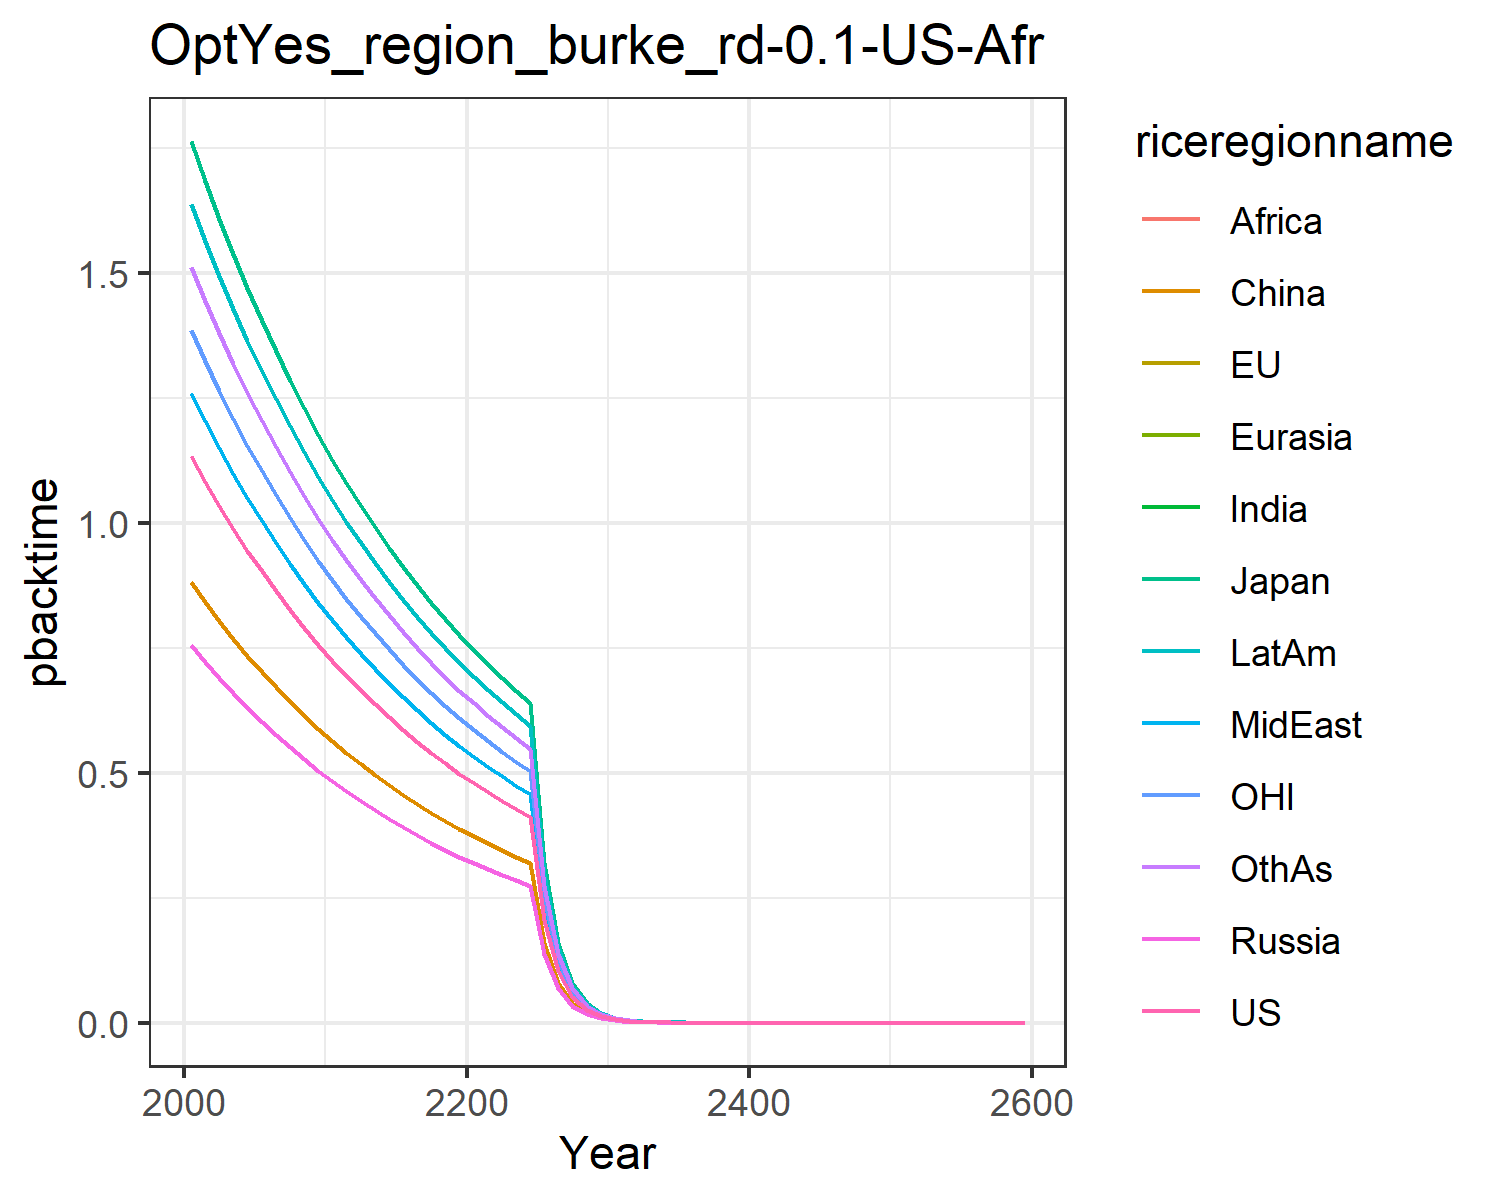 OptYes_region_burke_rd-0.1-US-Afr
pbacktime
1.5
1.0
0.5
0.0
2000
2200
2400
2600
Year
riceregionname
Africa
China
EU
Eurasia
India
Japan
LatAm
MidEast
OHI
OthAs
Russia
US